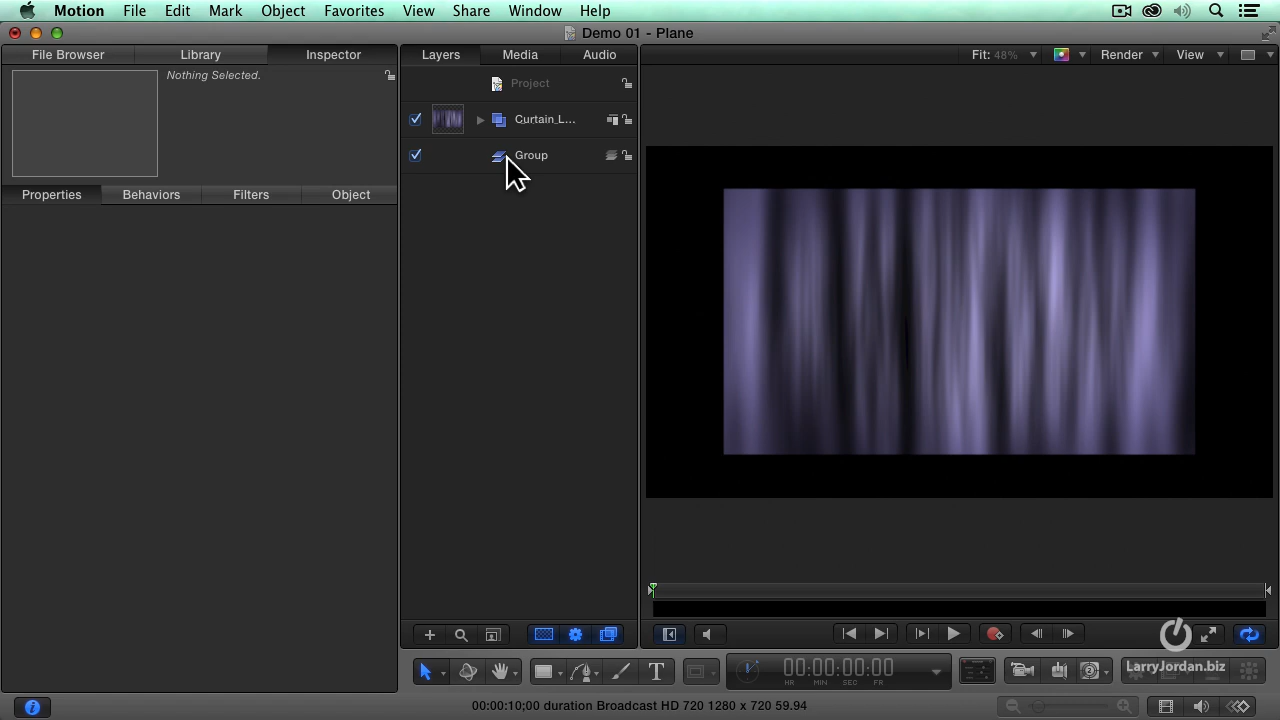 Motion File Edit Mark Object Favorites View Share Window Help
Demo 01 - Plane
File Browser Library Inspector Layers Media Audio Fit: 48% Render View
Nothing Selected.
Project
Curtain_L...
Group
Properties Behaviors Filters Object
T
00:00:00:00
HR MIN SEC FR
2
LarryJordan.biz
00:00:10;00 duration Broadcast HD 720 1280 x 720 59.94